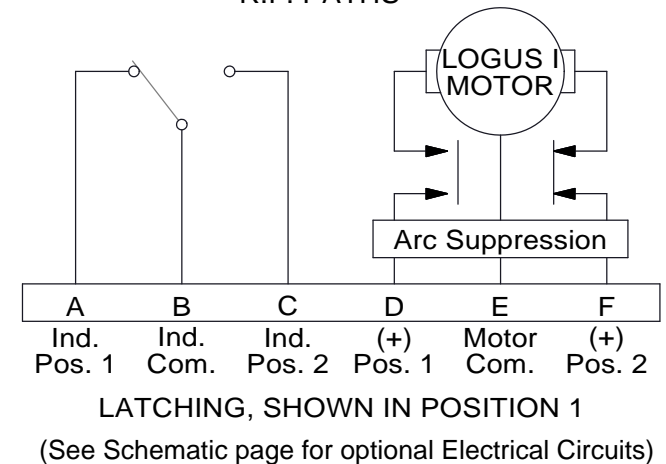 LOGUS I
MOTOR
Arc Suppression
A B C D E F
Ind. Ind. Ind. (+) Motor (+)
Pos. 1 Com. Pos. 2 Pos. 1 Com. Pos. 2
LATCHING, SHOWN IN POSITION 1
(See Schematic page for optional Electrical Circuits)